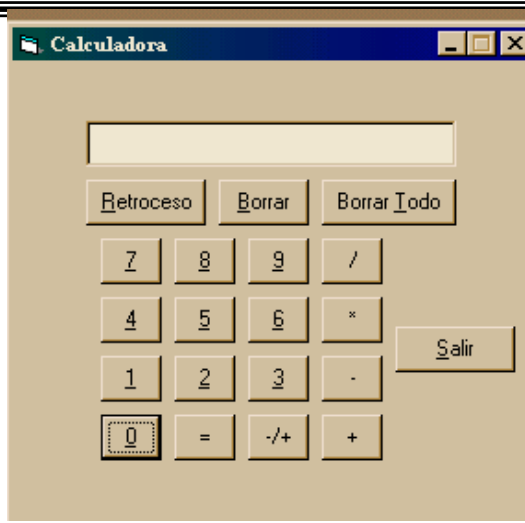 Calculadora
Retroceso Borrar Borrar Todo
7 8 9 /
4 5 6 *
Salir
1 2 3 -
0 = -/+ +